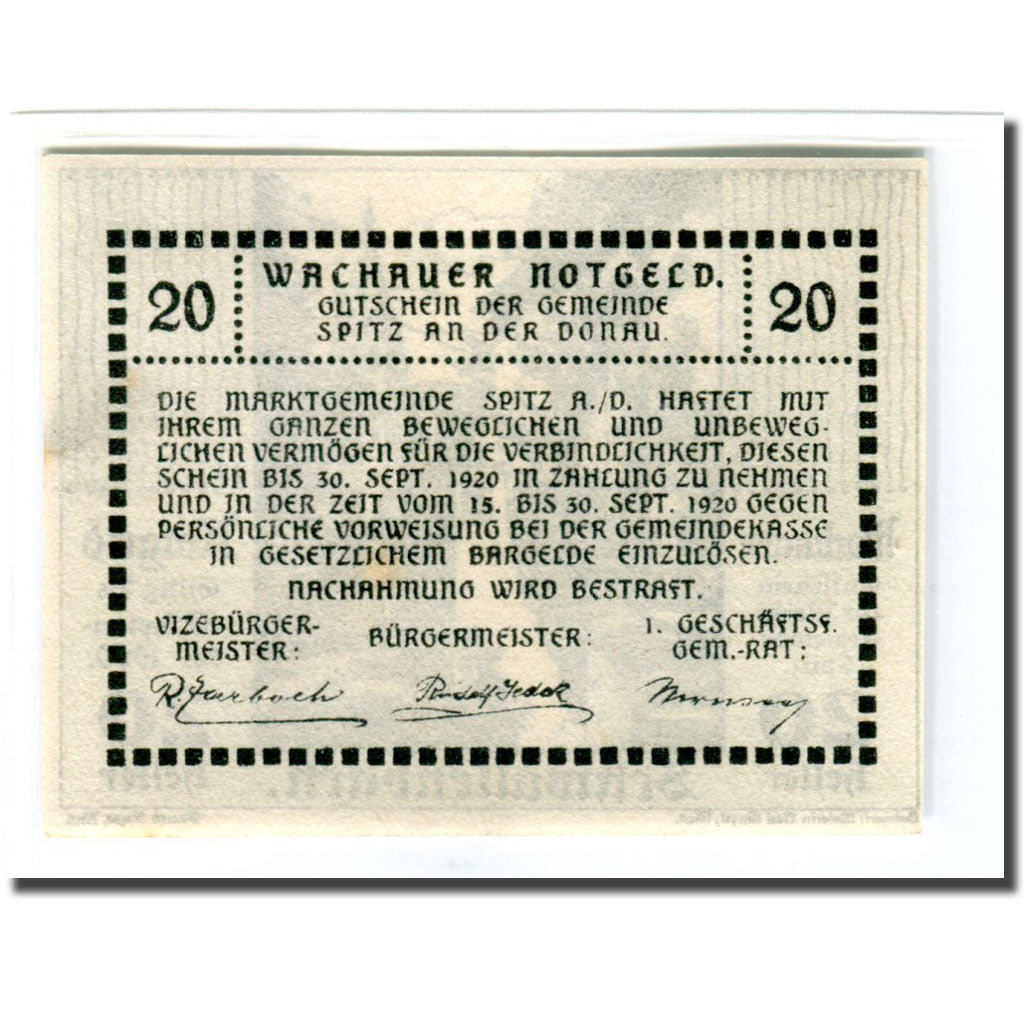 20 WACHAUER NOTGELD. 20
GUTSCHEIN DER GEMEINDE
SPITZ AN DER DONAU.
DIE MARKTGEMEINDE SPITZ A./D. HAFTET MIT
IHREM GANZEN BEWEGLICHEN UND UNBEWEG-
LICHEN VERMÖGEN FÜR DIE VERBINDLICHKEIT, DIESEN
SCHEIN BIS 30. SEPT. 1920 IN ZAHLUNG ZU NEHMEN
UND IN DER ZEIT VOM 15. BIS 30. SEPT. 1920 GEGEN
PERSÖNLICHE VORWEISUNG BEI DER GEMEINDEKASSE
IN GESETZLICHEM BARGELDE EINZULÖSEN.
NACHAHMUNG WIRD BESTRAFT.
VIZEBÜRGER-
MEISTER:
BÜRGERMEISTER:
1. GESCHÄFTSF.
GEM.-RAT:
Rudolf